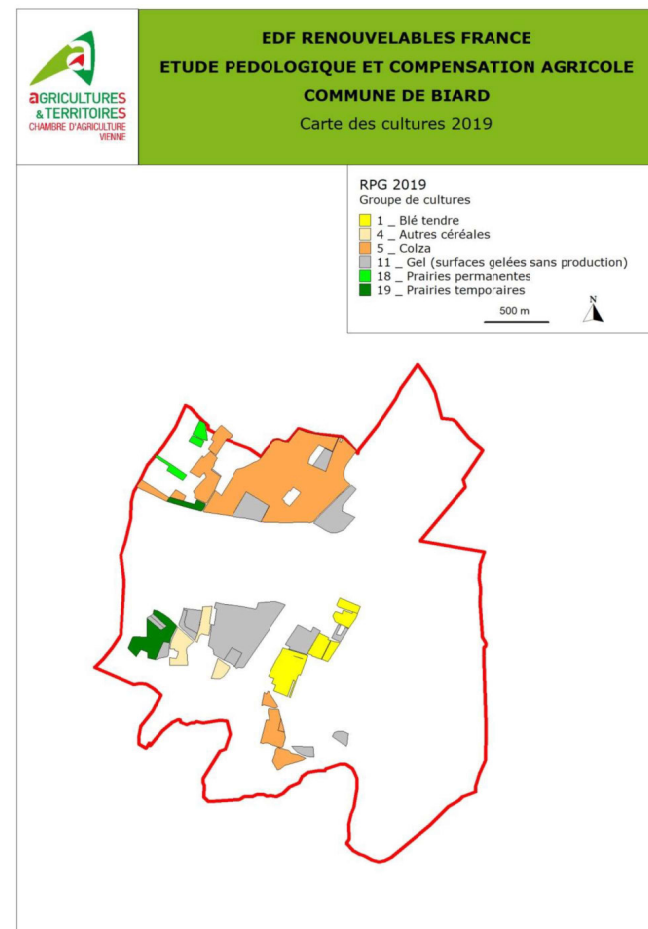 aGRICULTURES
& TERRITOIRES
CHAMBRE D'AGRICULTURE
VIENNE
EDF RENOUVELABLES FRANCE
ETUDE PEDOLOGIQUE ET COMPENSATION AGRICOLE
COMMUNE DE BIARD
Carte des cultures 2019
RPG 2019
Groupe de cultures
1 _ Blé tendre
4 _ Autres céréales
5 _ Colza
11 _ Gel (surfaces gelées sans production)
18 _ Prairies permanentes
19 _ Prairies temporaires
500 m
N